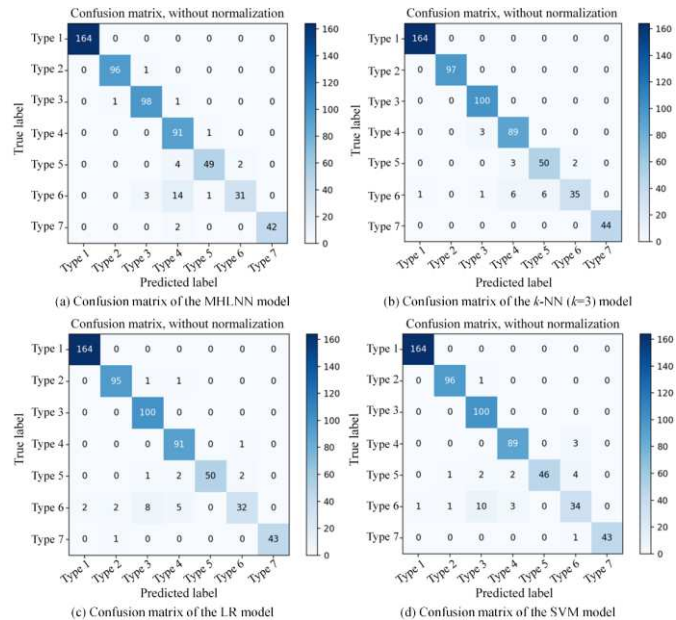 Confusion matrix, without normalization
Type 1 164 0 0 0 0 0 0
Type 2 0 96 1 0 0 0 0
Type 3 0 1 98 1 0 0 0
Type 4 0 0 0 91 1 0 0
Type 5 0 0 0 4 49 2 0
Type 6 0 0 3 14 1 31 0
Type 7 0 0 0 2 0 0 42
True label
Type 1 Type 2 Type 3 Type 4 Type 5 Type 6 Type 7
Predicted label
160
140
120
100
80
60
40
20
0
(a) Confusion matrix of the MHLNN model
Confusion matrix, without normalization
Type 1 164 0 0 0 0 0 0
Type 2 0 97 0 0 0 0 0
Type 3 0 0 100 0 0 0 0
Type 4 0 0 3 89 0 0 0
Type 5 0 0 0 3 50 2 0
Type 6 1 0 1 6 6 35 0
Type 7 0 0 0 0 0 0 44
True label
Type 1 Type 2 Type 3 Type 4 Type 5 Type 6 Type 7
Predicted label
160
140
120
100
80
60
40
20
0
(b) Confusion matrix of the k-NN (k=3) model
Confusion matrix, without normalization
Type 1 164 0 0 0 0 0 0
Type 2 0 95 1 1 0 0 0
Type 3 0 0 100 0 0 0 0
Type 4 0 0 0 91 0 1 0
Type 5 0 0 1 2 50 2 0
Type 6 2 2 8 5 0 32 0
Type 7 0 1 0 0 0 0 43
True label
Type 1 Type 2 Type 3 Type 4 Type 5 Type 6 Type 7
Predicted label
160
140
120
100
80
60
40
20
0
(c) Confusion matrix of the LR model
Confusion matrix, without normalization
Type 1 164 0 0 0 0 0 0
Type 2 0 96 1 0 0 0 0
Type 3 0 0 100 0 0 0 0
Type 4 0 0 0 89 0 3 0
Type 5 0 1 2 2 46 4 0
Type 6 1 1 10 3 0 34 0
Type 7 0 0 0 0 0 1 43
True label
Type 1 Type 2 Type 3 Type 4 Type 5 Type 6 Type 7
Predicted label
160
140
120
100
80
60
40
20
0
(d) Confusion matrix of the SVM model